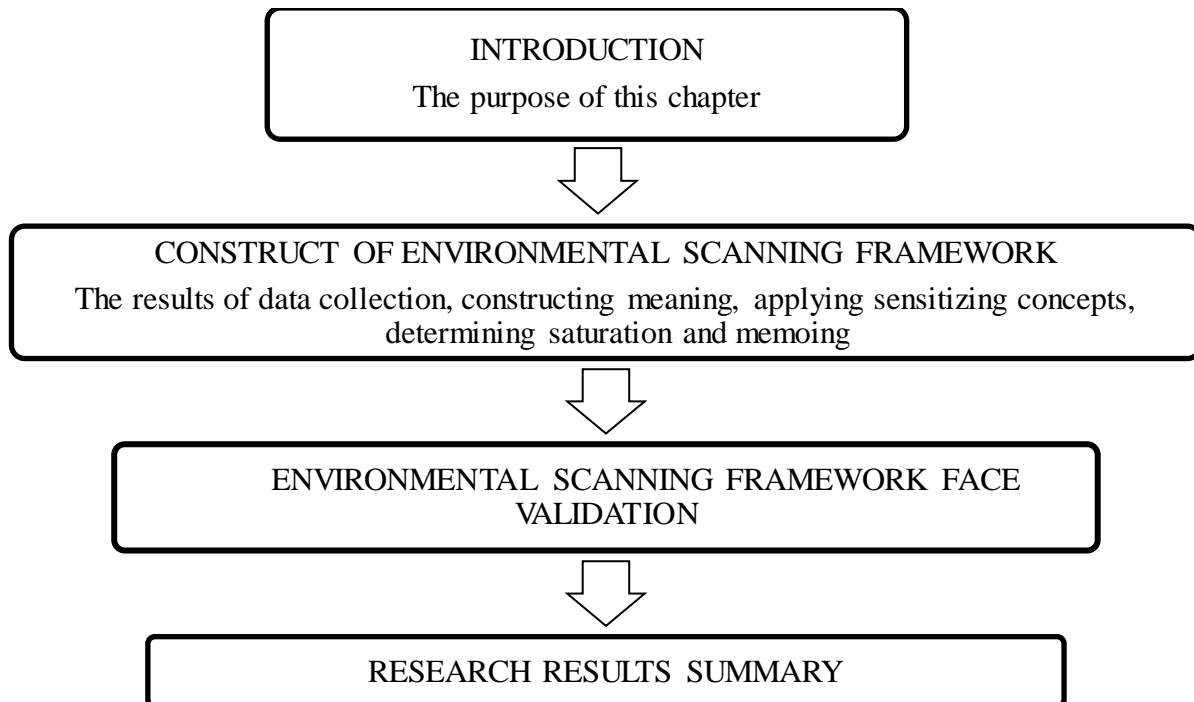 INTRODUCTION
The purpose of this chapter
CONSTRUCT OF ENVIRONMENTAL SCANNING FRAMEWORK
The results of data collection, constructing meaning, applying sensitizing concepts,
determining saturation and memoing
ENVIRONMENTAL SCANNING FRAMEWORK FACE
VALIDATION
RESEARCH RESULTS SUMMARY